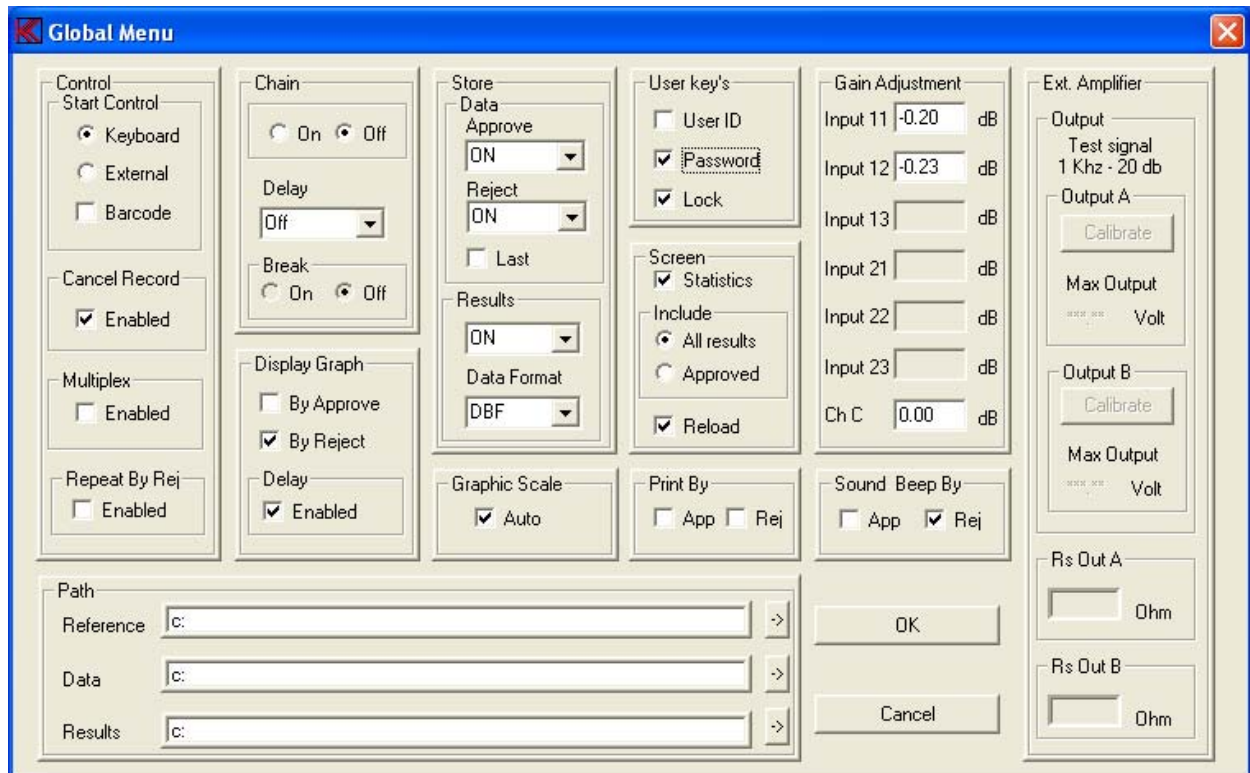 Global Menu
Control
Start Control
Keyboard
External
Barcode
Cancel Record
Enabled
Multiplex
Enabled
Repeat By Rej
Enabled
Chain
On Off
Delay
Off
Break
On Off
Display Graph
By Approve
By Reject
Delay
Enabled
Store
Data
Approve
ON
Reject
ON
Last
Results
ON
Data Format
DBF
Graphic Scale
Auto
User key's
User ID
Password
Lock
Screen
Statistics
Include
All results
Approved
Reload
Print By
App Rej
Gain Adjustment
Input 11 -0.20 dB
Input 12 -0.23 dB
Input 13 dB
Input 21 dB
Input 22 dB
Input 23 dB
Ch C 0.00 dB
Sound Beep By
App Rej
Ext. Amplifier
Output
Test signal
1 Khz - 20 db
Output A
Calibrate
Max Output
***.** Volt
Output B
Calibrate
Max Output
***.** Volt
Rs Out A
Ohm
Rs Out B
Ohm
Path
Reference c: ->
Data c: ->
Results c: ->
OK
Cancel